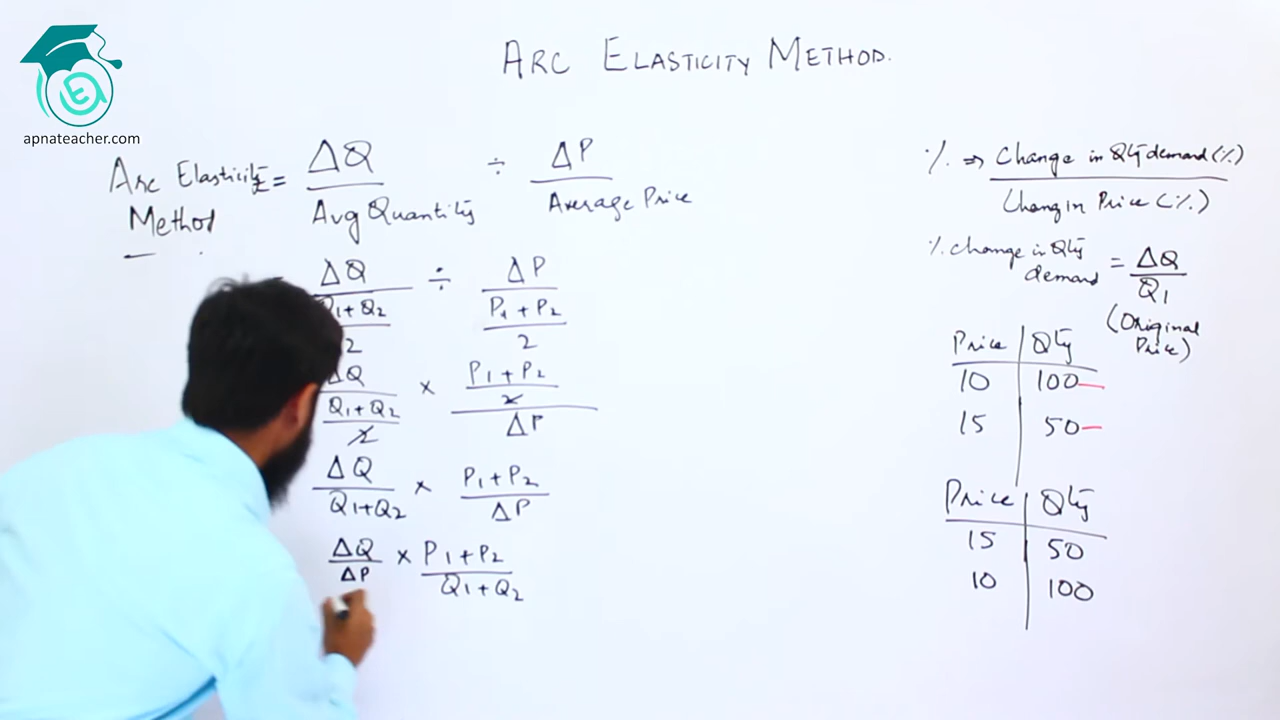 ARC ELASTICITY METHOD.
apnateacher.com
Arc Elasticity Method = ΔQ / Avg Quantity ÷ ΔP / Average Price
ΔQ / (Q1+Q2 / 2) ÷ ΔP / (P1+P2 / 2)
ΔQ / (Q1+Q2 / 2) × (P1+P2 / 2) / ΔP
ΔQ / Q1+Q2 × P1+P2 / ΔP
ΔQ / ΔP × P1+P2 / Q1+Q2
% ⇒ Change in Qty demand (%) / Chang in Price (%)
% change in Qty demand = ΔQ / Q1
(Original Price)
Price Qty
10 100
15 50
Price Qty
15 50
10 100